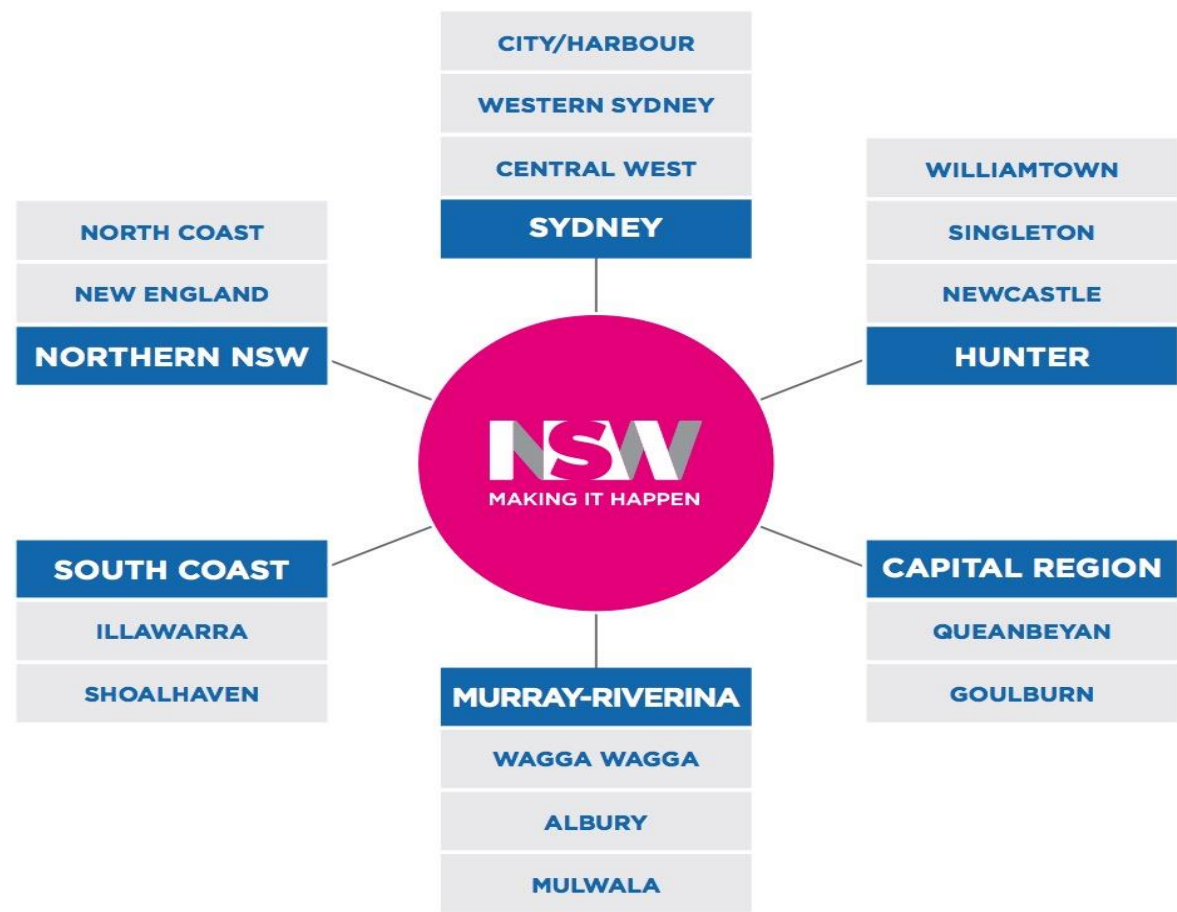 CITY/HARBOUR
WESTERN SYDNEY
CENTRAL WEST
SYDNEY
WILLIAMTOWN
SINGLETON
NEWCASTLE
HUNTER
NORTH COAST
NEW ENGLAND
NORTHERN NSW
NSW
MAKING IT HAPPEN
SOUTH COAST
ILLAWARRA
SHOALHAVEN
CAPITAL REGION
QUEANBEYAN
GOULBURN
MURRAY-RIVERINA
WAGGA WAGGA
ALBURY
MULWALA